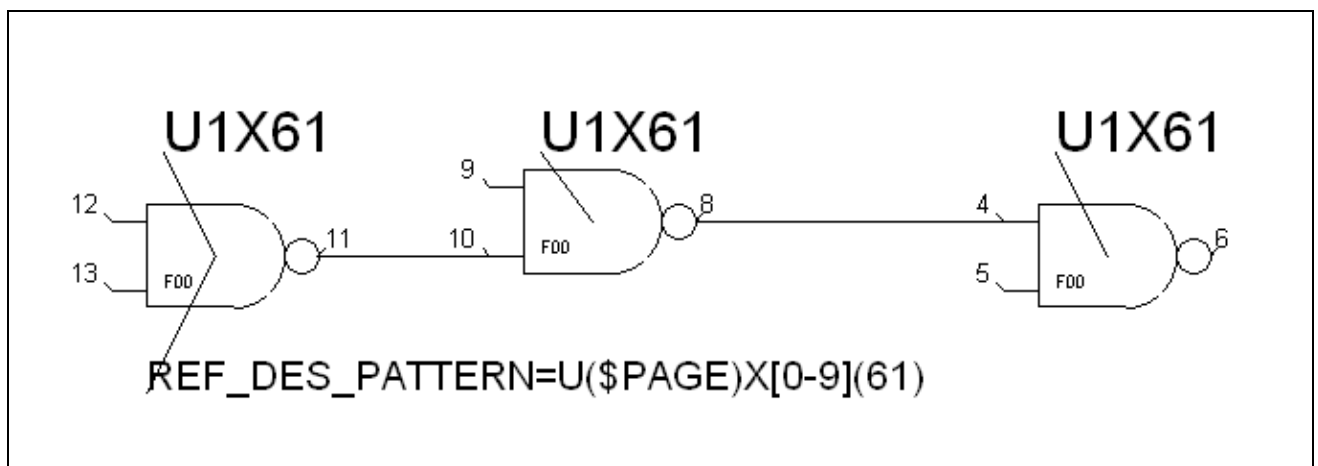 U1X61 U1X61 U1X61
9
12 8 4
11 10 6
13 5
F00 F00 F00
REF_DES_PATTERN=U($PAGE)X[0-9](61)